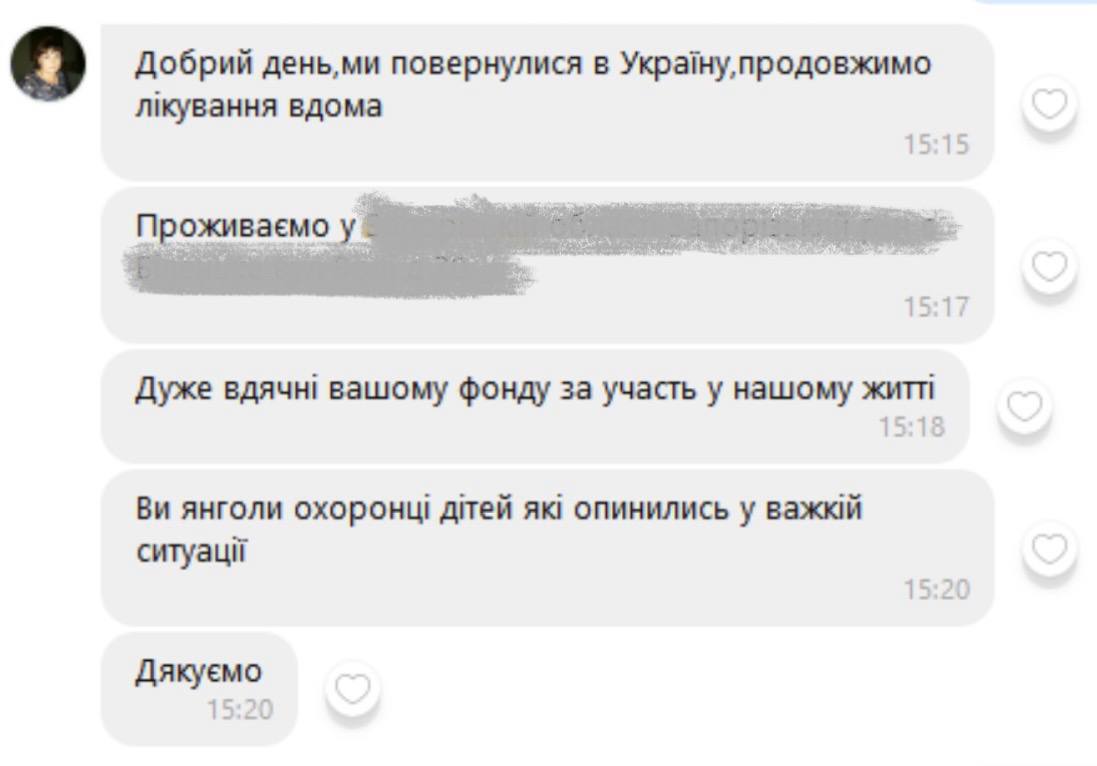 Добрий день,ми повернулися в Україну,продовжимо
лікування вдома
15:15
Проживаємо у
15:17
Дуже вдячні вашому фонду за участь у нашому житті
15:18
Ви янголи охоронці дітей які опинились у важкій
ситуації
15:20
Дякуємо
15:20